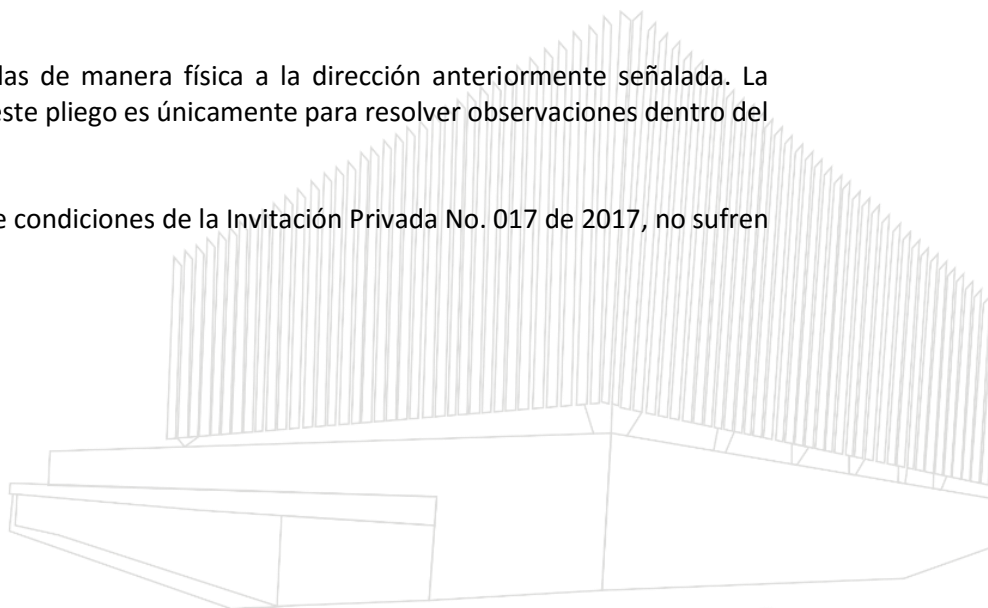 las de manera física a la dirección anteriormente señalada. La
este pliego es únicamente para resolver observaciones dentro del
e condiciones de la Invitación Privada No. 017 de 2017, no sufren